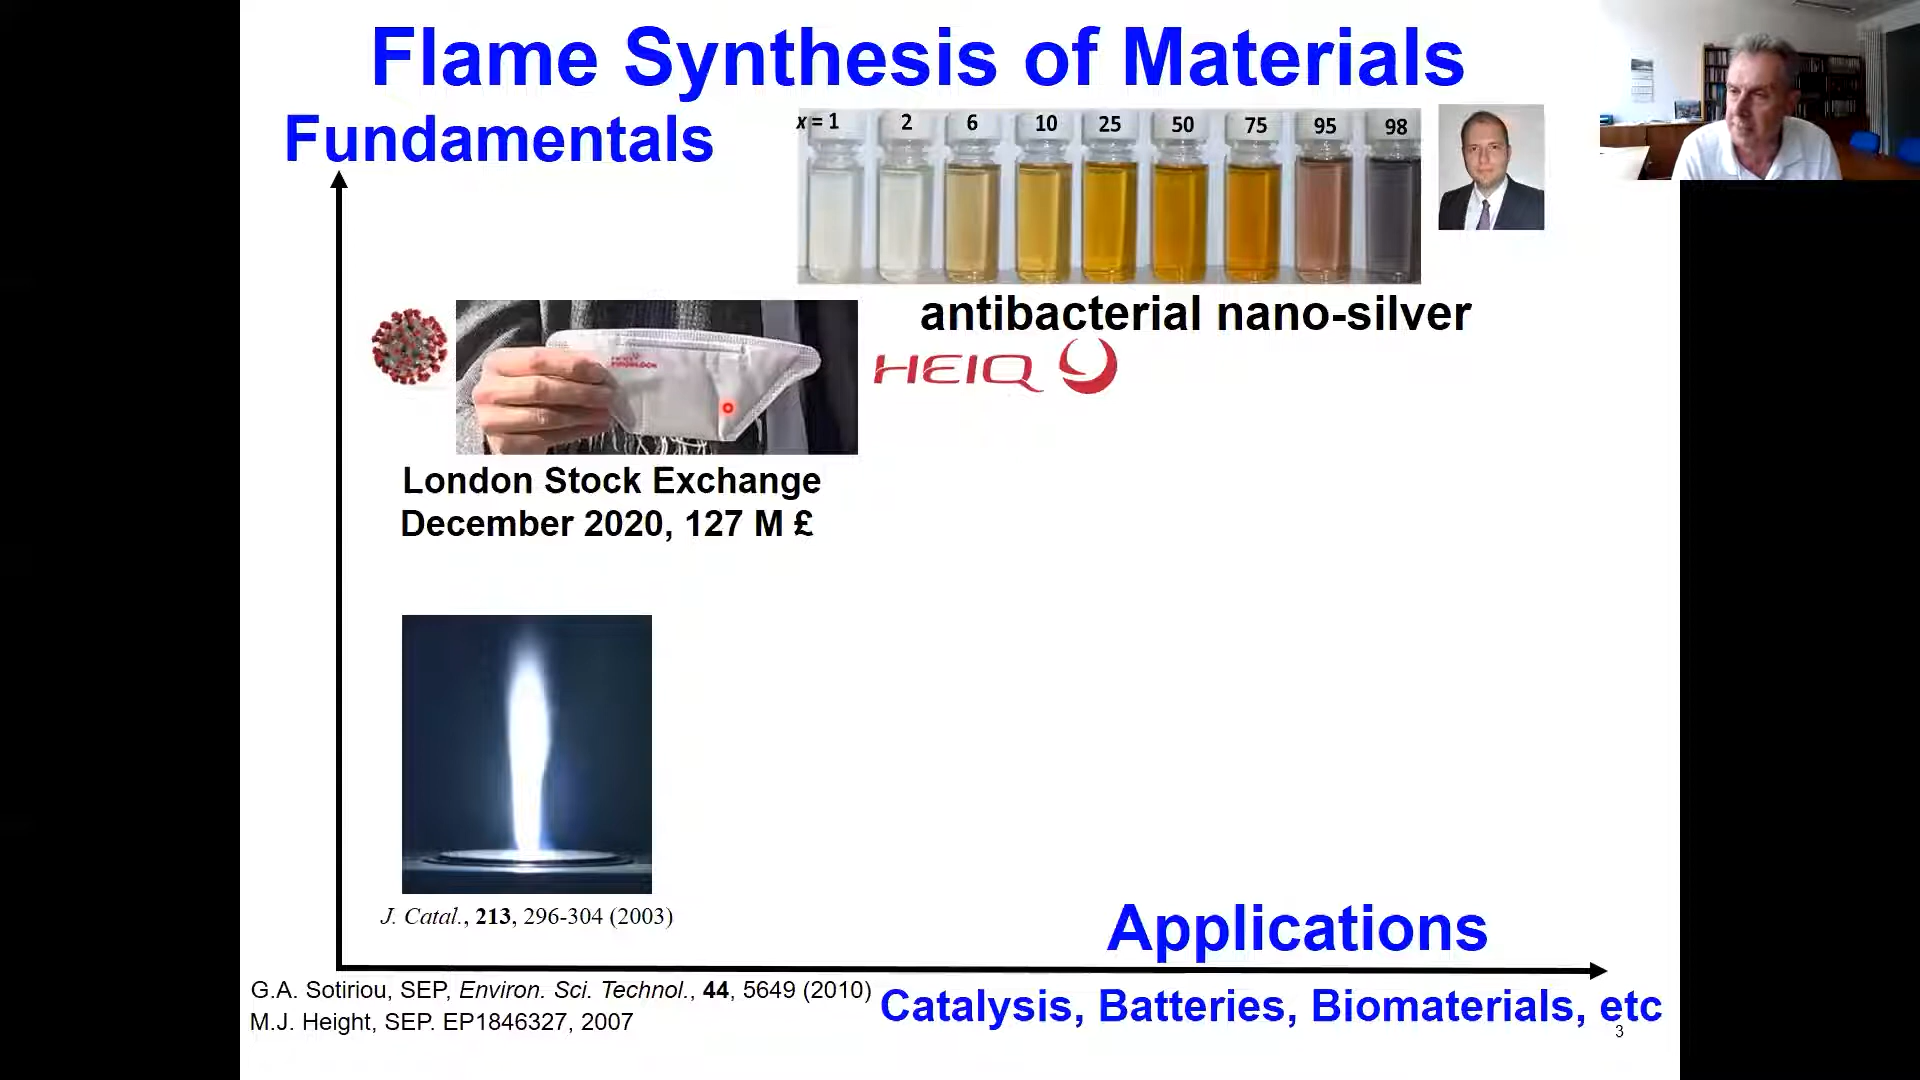 Flame Synthesis of Materials
Fundamentals
x = 1 2 6 10 25 50 75 95 98
antibacterial nano-silver
HEIQ
London Stock Exchange
December 2020, 127 M £
J. Catal., 213, 296-304 (2003)
Applications
G.A. Sotiriou, SEP, Environ. Sci. Technol., 44, 5649 (2010)
Catalysis, Batteries, Biomaterials, etc
M.J. Height, SEP. EP1846327, 2007
3